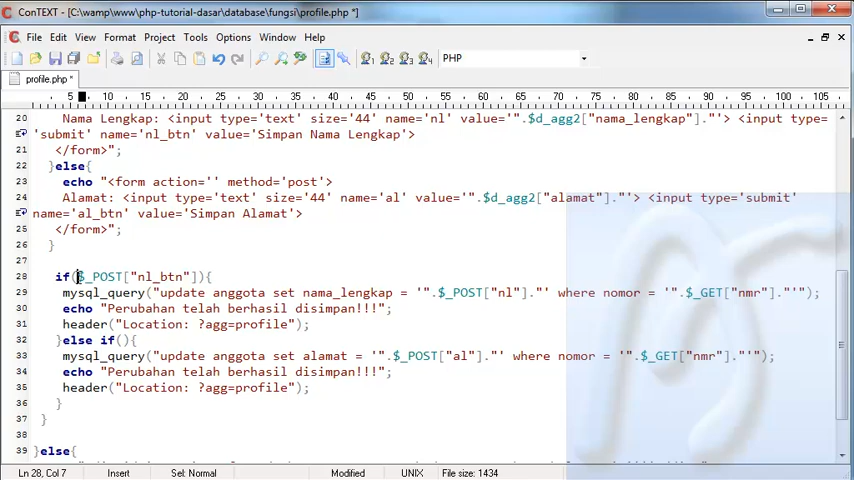 ConTEXT - [C:\wamp\www\php-tutorial-dasar\database\fungsi\profile.php *]
File Edit View Format Project Tools Options Window Help
PHP
profile.php *
5 10 15 20 25 30 35 40 45 50 55 60 65 70 75 80 85 90 95 100 105
20 Nama Lengkap: <input type='text' size='44' name='nl' value='".$d_agg2["nama_lengkap"]."'> <input type=
'submit' name='nl_btn' value='Simpan Nama Lengkap'>
21 </form>";
22 }else{
23 echo "<form action='' method='post'>
24 Alamat: <input type='text' size='44' name='al' value='".$d_agg2["alamat"]."'> <input type='submit'
name='al_btn' value='Simpan Alamat'>
25 </form>";
26 }
27
28 if($_POST["nl_btn"]){
29 mysql_query("update anggota set nama_lengkap = '".$_POST["nl"]."' where nomor = '".$_GET["nmr"]."'");
30 echo "Perubahan telah berhasil disimpan!!!";
31 header("Location: ?agg=profile");
32 }else if(){
33 mysql_query("update anggota set alamat = '".$_POST["al"]."' where nomor = '".$_GET["nmr"]."'");
34 echo "Perubahan telah berhasil disimpan!!!";
35 header("Location: ?agg=profile");
36 }
37 }
38
39 }else{
Ln 28, Col 7 Insert Sel: Normal Modified UNIX File size: 1434